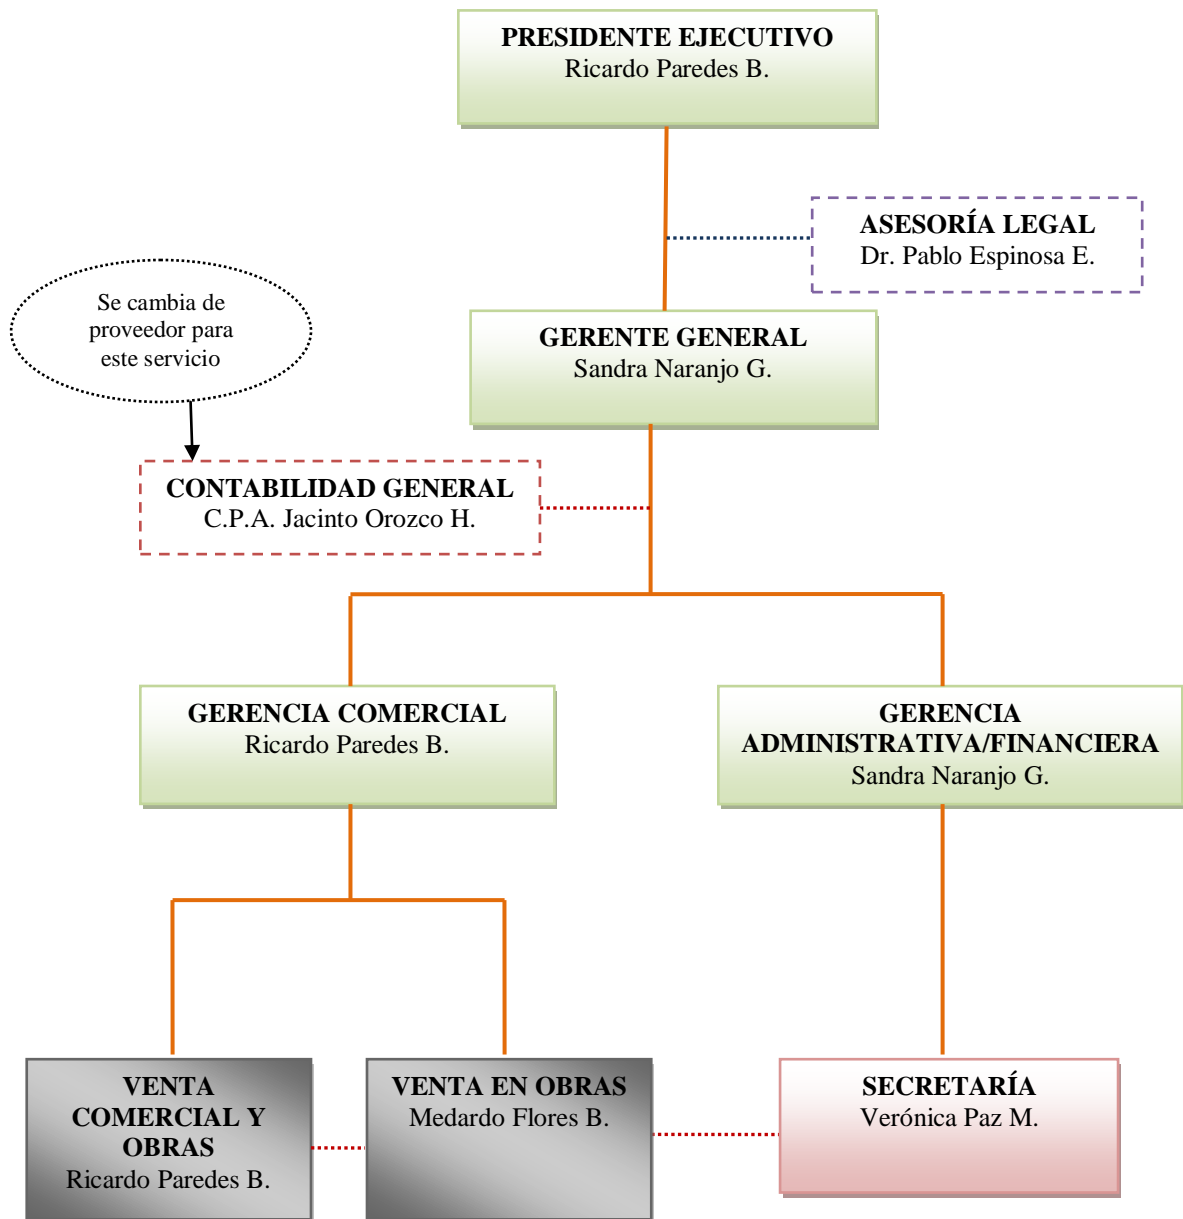 PRESIDENTE EJECUTIVO
Ricardo Paredes B.
ASESORÍA LEGAL
Dr. Pablo Espinosa E.
Se cambia de
proveedor para
este servicio
GERENTE GENERAL
Sandra Naranjo G.
CONTABILIDAD GENERAL
C.P.A. Jacinto Orozco H.
GERENCIA COMERCIAL
Ricardo Paredes B.
GERENCIA
ADMINISTRATIVA/FINANCIERA
Sandra Naranjo G.
VENTA
COMERCIAL Y
OBRAS
Ricardo Paredes B.
VENTA EN OBRAS
Medardo Flores B.
SECRETARÍA
Verónica Paz M.